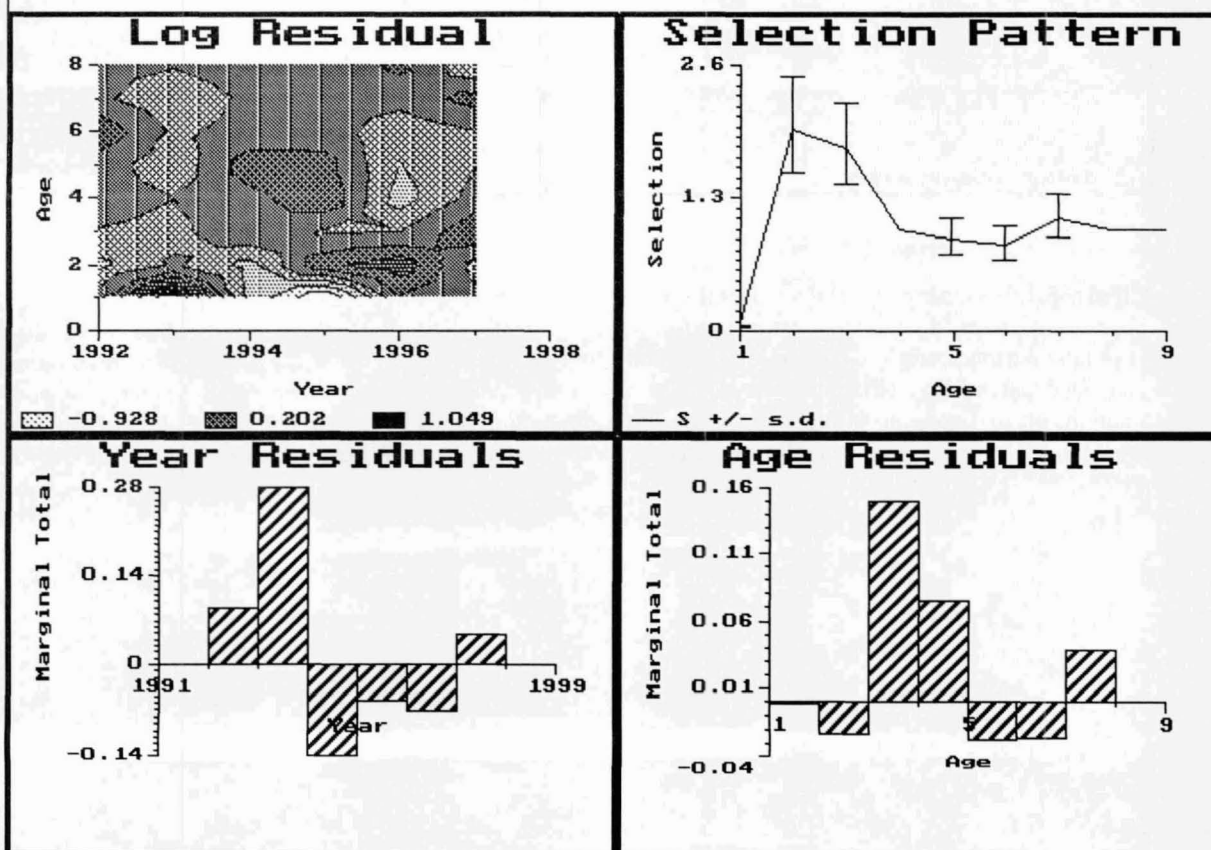 Log Residual
8
6
4
2
0
Age
1992 1994 1996 1998
Year
-0.928 0.202 1.049
Selection Pattern
2.6
1.3
0
Selection
1 5 9
Age
S +/- s.d.
Year Residuals
0.28
0.14
0
-0.14
Marginal Total
1991 1999
Year
Age Residuals
0.16
0.11
0.06
0.01
-0.04
Marginal Total
1 5 9
Age